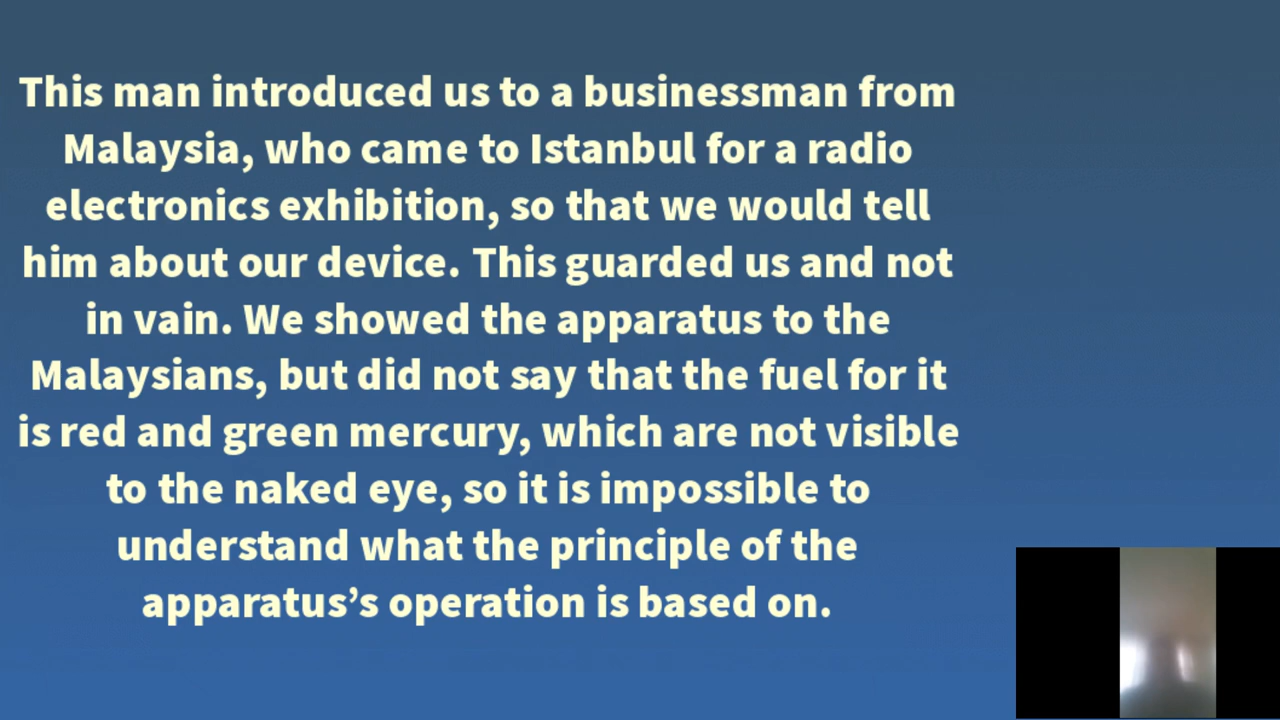 This man introduced us to a businessman from
Malaysia, who came to Istanbul for a radio
electronics exhibition, so that we would tell
him about our device. This guarded us and not
in vain. We showed the apparatus to the
Malaysians, but did not say that the fuel for it
is red and green mercury, which are not visible
to the naked eye, so it is impossible to
understand what the principle of the
apparatus’s operation is based on.